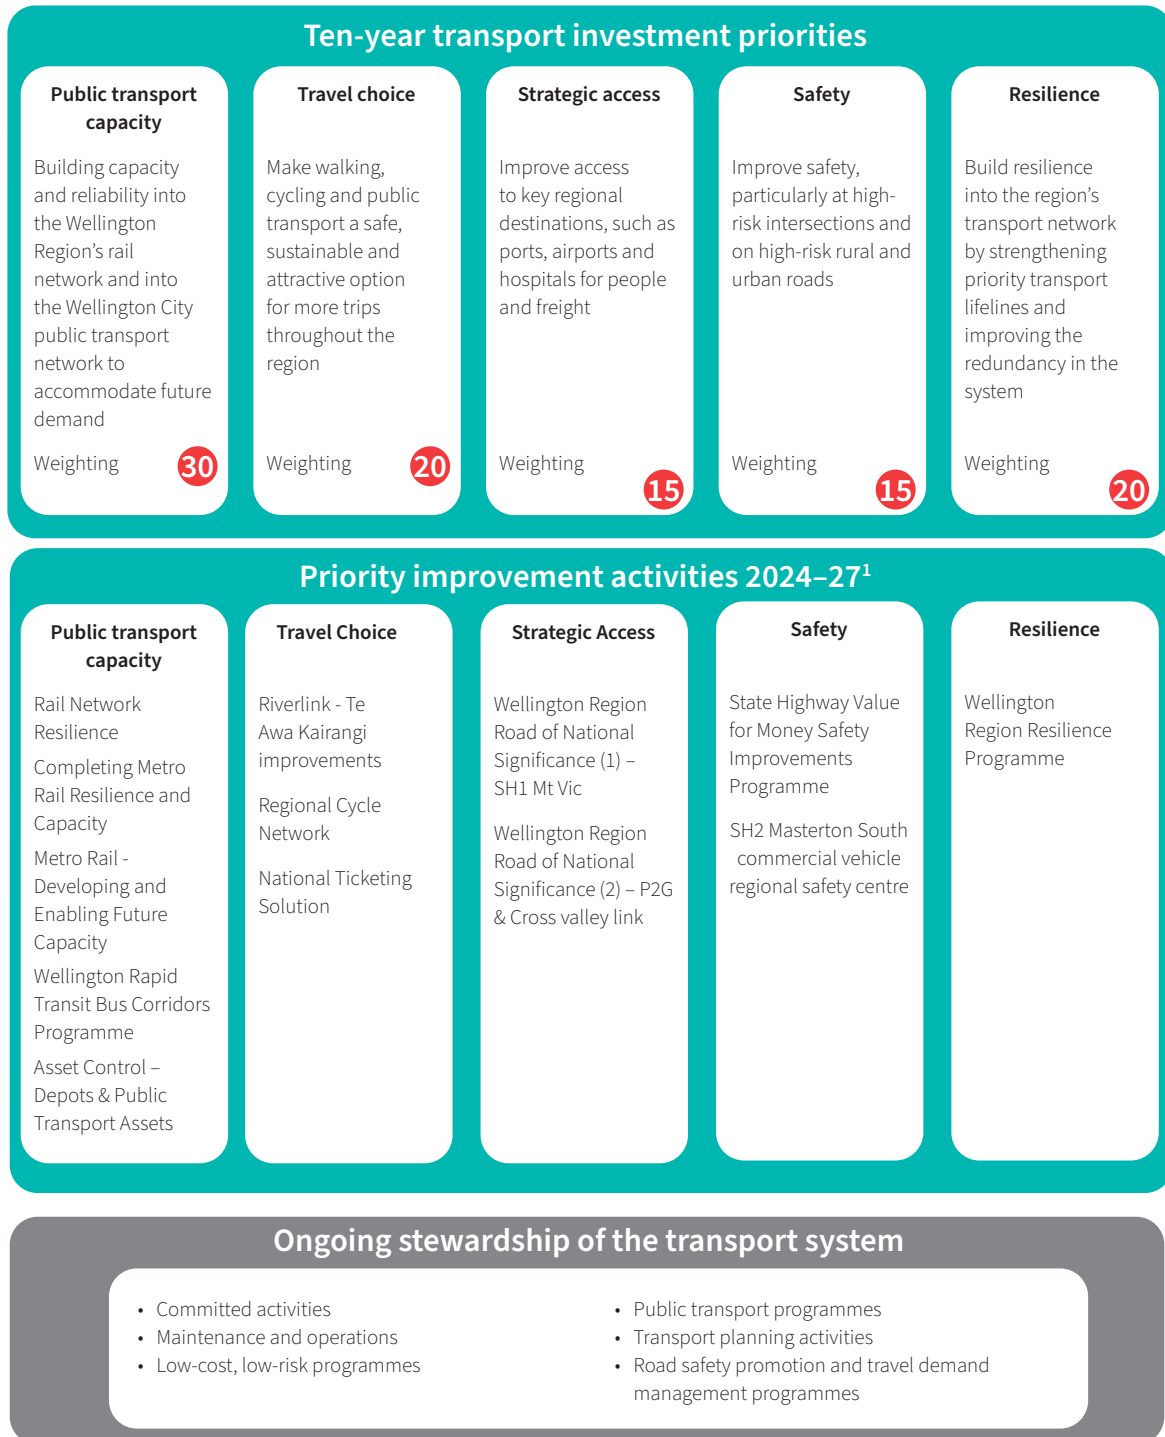 Ten-year transport investment priorities
Public transport
capacity
Building capacity
and reliability into
the Wellington
Region’s rail
network and into
the Wellington City
public transport
network to
accommodate future
demand
Weighting 30
Travel choice
Make walking,
cycling and public
transport a safe,
sustainable and
attractive option
for more trips
throughout the
region
Weighting 20
Strategic access
Improve access
to key regional
destinations, such as
ports, airports and
hospitals for people
and freight
Weighting 15
Safety
Improve safety,
particularly at high-
risk intersections and
on high-risk rural and
urban roads
Weighting 15
Resilience
Build resilience
into the region’s
transport network
by strengthening
priority transport
lifelines and
improving the
redundancy in the
system
Weighting 20
Priority improvement activities 2024–27¹
Public transport
capacity
Rail Network
Resilience
Completing Metro
Rail Resilience and
Capacity
Metro Rail -
Developing and
Enabling Future
Capacity
Wellington Rapid
Transit Bus Corridors
Programme
Asset Control –
Depots & Public
Transport Assets
Travel Choice
Riverlink - Te
Awa Kairangi
improvements
Regional Cycle
Network
National Ticketing
Solution
Strategic Access
Wellington Region
Road of National
Significance (1) –
SH1 Mt Vic
Wellington Region
Road of National
Significance (2) – P2G
& Cross valley link
Safety
State Highway Value
for Money Safety
Improvements
Programme
SH2 Masterton South
commercial vehicle
regional safety centre
Resilience
Wellington
Region Resilience
Programme
Ongoing stewardship of the transport system
• Committed activities
• Maintenance and operations
• Low-cost, low-risk programmes
• Public transport programmes
• Transport planning activities
• Road safety promotion and travel demand
management programmes